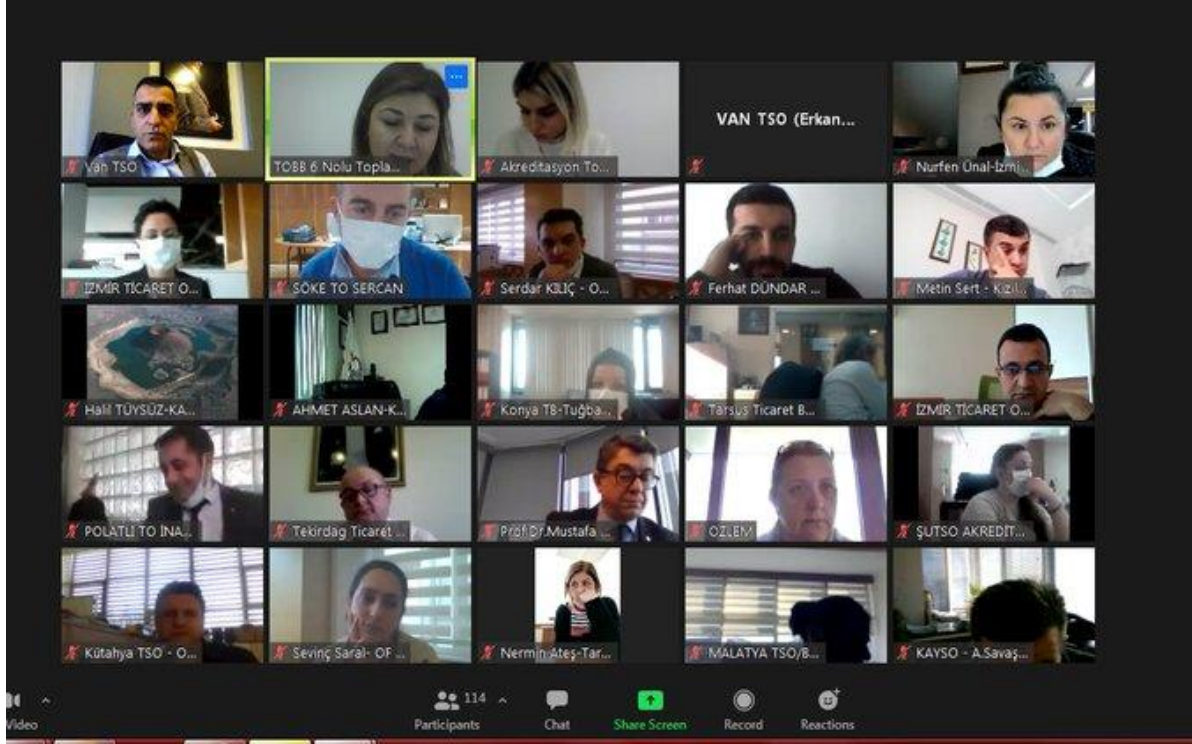 Van TSO
TOBB 6 Nolu Topla...
Akreditasyon To...
VAN TSO (Erkan...
Nurfen Ünal-İzmi...
İZMİR TİCARET O...
SÖKE TO SERCAN
Serdar KILIÇ - O...
Ferhat DÜNDAR ...
Metin Sert - Kızıl...
Halil TÜYSÜZ-KA...
AHMET ASLAN-K...
Konya TB-Tuğba...
Tarsus Ticaret B...
İZMİR TİCARET O...
POLATLI TO İNA...
Tekirdağ Ticaret ...
Prof.Dr.Mustafa ...
ÖZLEM
ŞUTSO AKREDİT...
Kütahya TSO - O...
Sevinç Saral- OF ...
Nermin Ateş-Tar...
MALATYA TSO/B...
KAYSO - A.Savaş...
Video
114
Participants
Chat
Share Screen
Record
Reactions